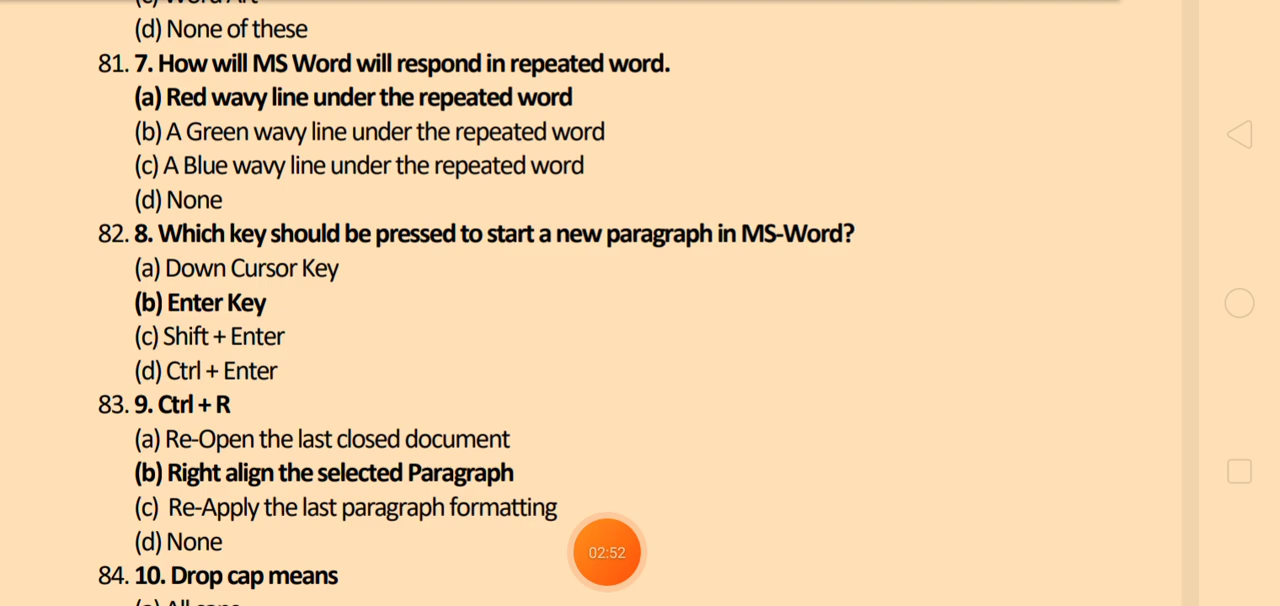 (c) Word Art
(d) None of these
81. 7. How will MS Word will respond in repeated word.
(a) Red wavy line under the repeated word
(b) A Green wavy line under the repeated word
(c) A Blue wavy line under the repeated word
(d) None
82. 8. Which key should be pressed to start a new paragraph in MS-Word?
(a) Down Cursor Key
(b) Enter Key
(c) Shift + Enter
(d) Ctrl + Enter
83. 9. Ctrl + R
(a) Re-Open the last closed document
(b) Right align the selected Paragraph
(c) Re-Apply the last paragraph formatting
(d) None
02:52
84. 10. Drop cap means
(a) All caps